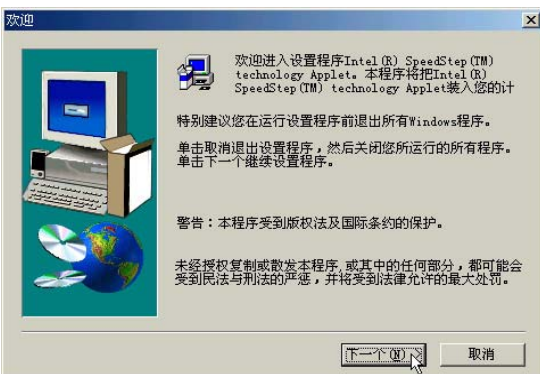 欢迎
欢迎进入设置程序Intel(R) SpeedStep(TM)
technology Applet。本程序将把Intel(R)
SpeedStep(TM) technology Applet装入您的计
特别建议您在运行设置程序前退出所有Windows程序。
单击取消退出设置程序，然后关闭您所运行的所有程序。
单击下一个继续设置程序。
警告：本程序受到版权法及国际条约的保护。
未经授权复制或散发本程序,或其中的任何部分，都可能会
受到民法与刑法的严惩，并将受到法律允许的最大处罚。
下一个(N) >
取消